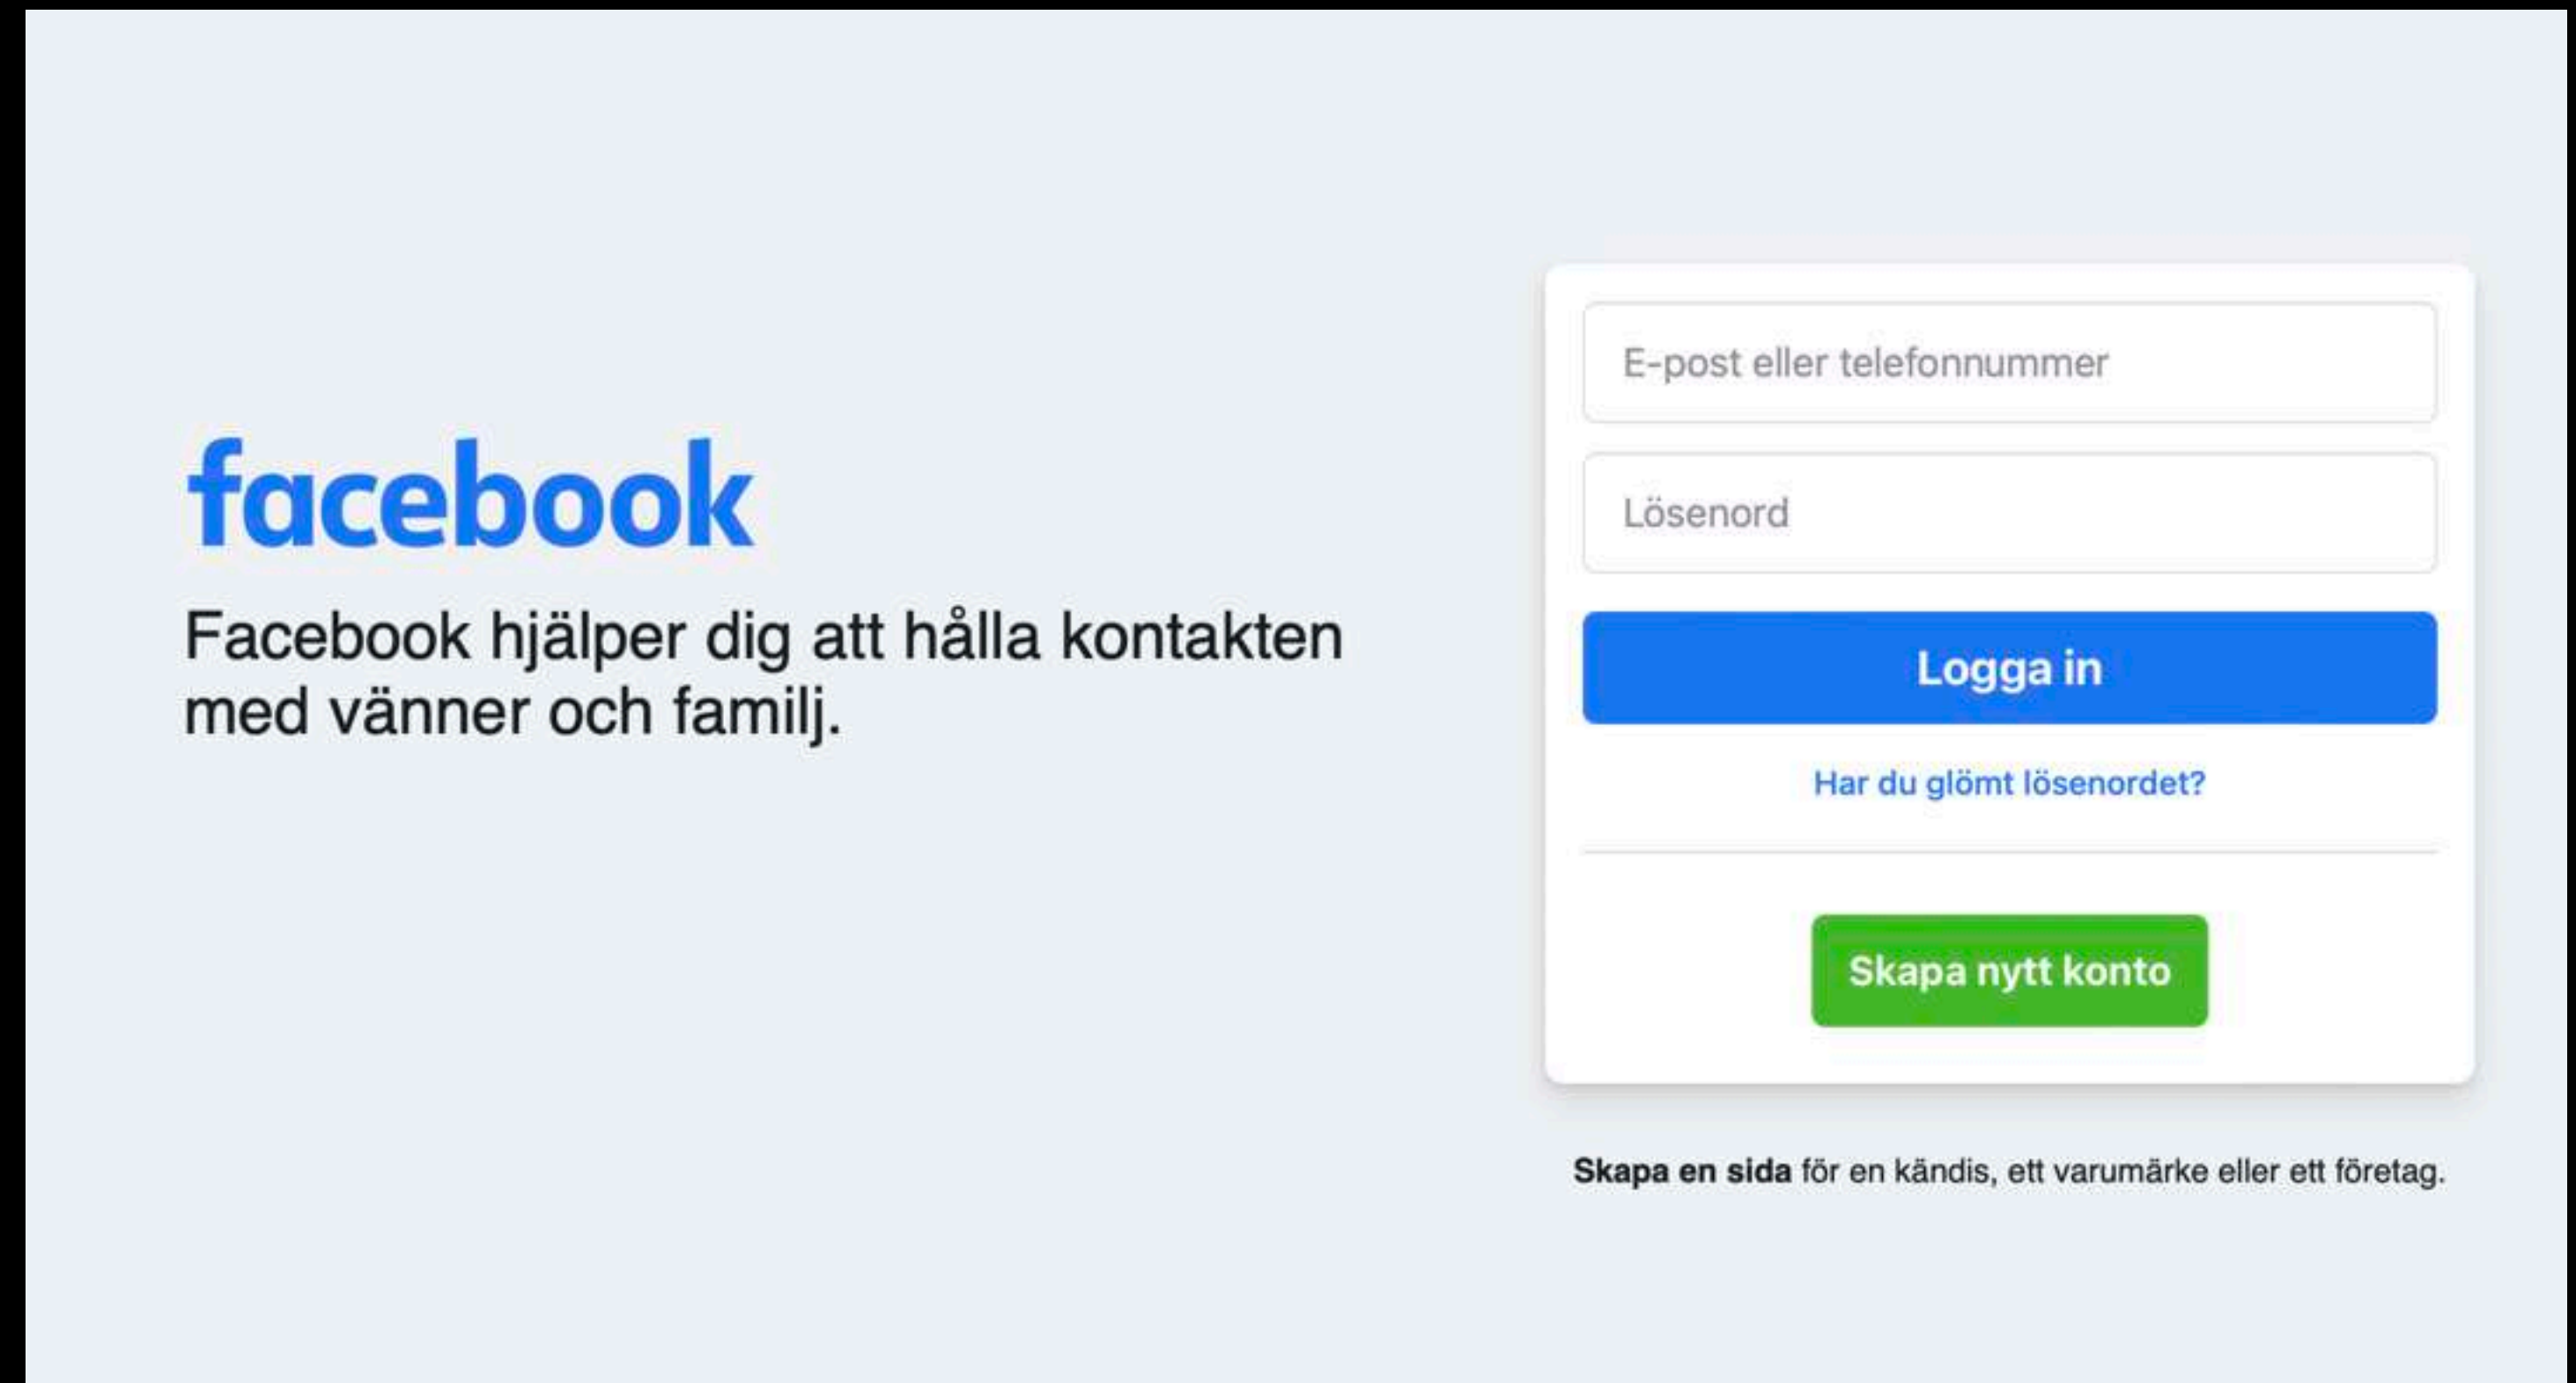 facebook
Facebook hjälper dig att hålla kontakten
med vänner och familj.
E-post eller telefonnummer
Lösenord
Logga in
Har du glömt lösenordet?
Skapa nytt konto
Skapa en sida för en kändis, ett varumärke eller ett företag.